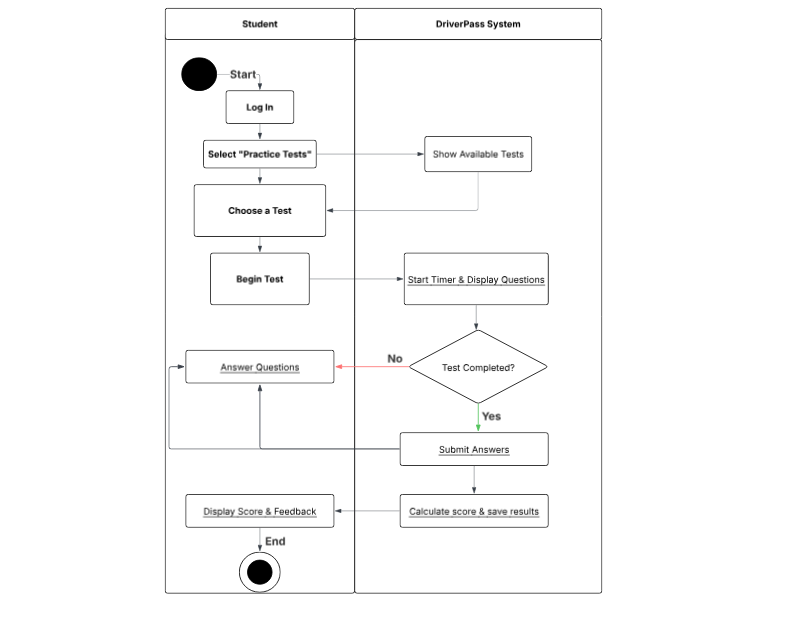 Student
DriverPass System
Start
Log In
Select "Practice Tests"
Show Available Tests
Choose a Test
Begin Test
Start Timer & Display Questions
Answer Questions
No
Test Completed?
Yes
Submit Answers
Display Score & Feedback
Calculate score & save results
End